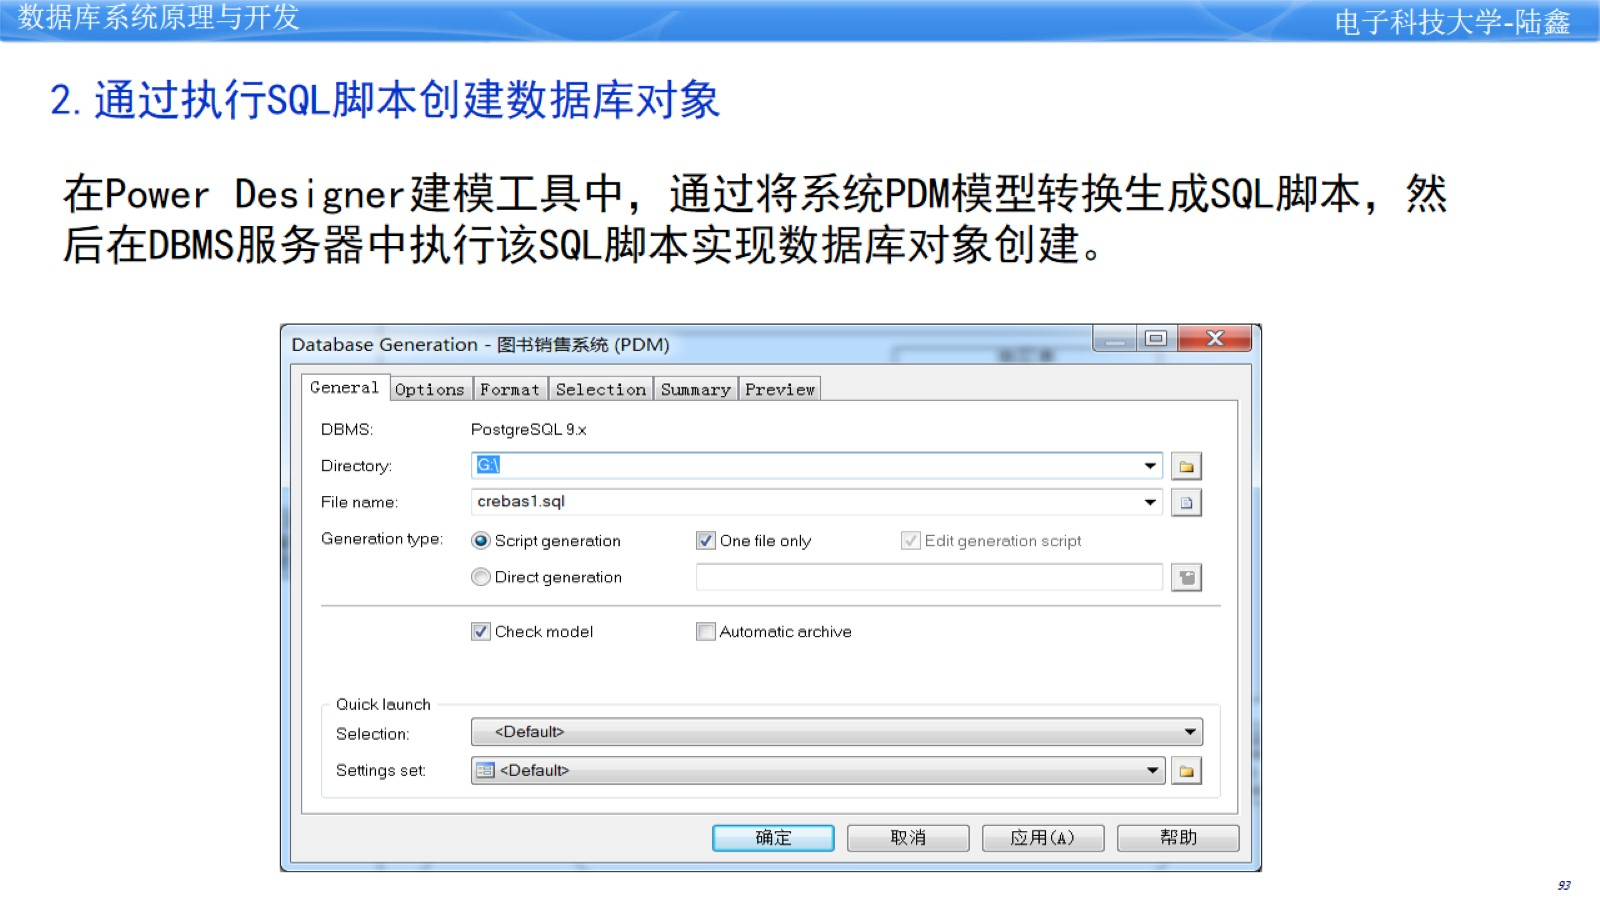 数据库系统原理与开发
电子科技大学-陆鑫
2. 通过执行SQL脚本创建数据库对象
在Power Designer建模工具中，通过将系统PDM模型转换生成SQL脚本，然
后在DBMS服务器中执行该SQL脚本实现数据库对象创建。
Database Generation - 图书销售系统 (PDM)
General Options Format Selection Summary Preview
DBMS: PostgreSQL 9.x
Directory: G:\
File name: crebas1.sql
Generation type: Script generation One file only Edit generation script
Direct generation
Check model Automatic archive
Quick launch
Selection: <Default>
Settings set: <Default>
确定 取消 应用(A) 帮助
93